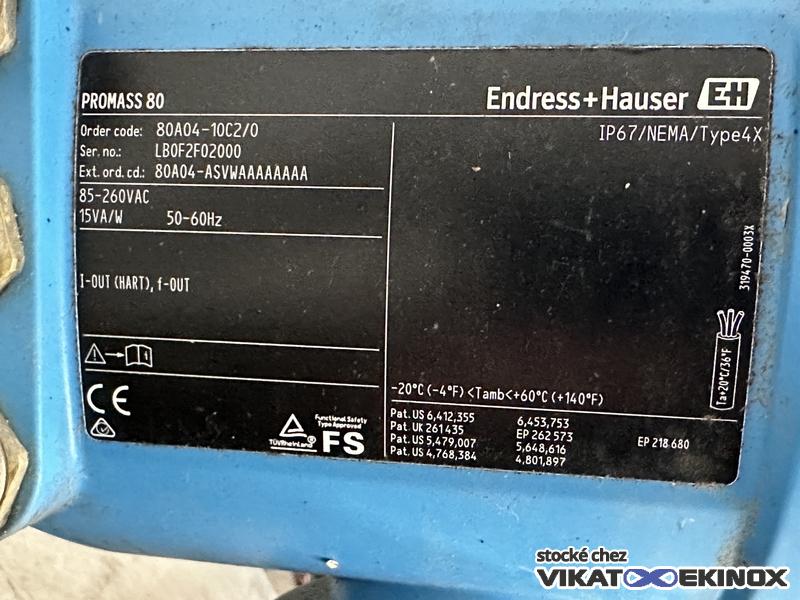 PROMASS 80
Endress+Hauser EH
Order code: 80A04-10C2/0
IP67/NEMA/Type4X
Ser. no.: LB0F2F02000
Ext. ord. cd.: 80A04-ASVWAAAAAAAA
85-260VAC
15VA/W 50-60Hz
I-OUT (HART), f-OUT
319470-0003X
Ta+20°C/36°F
-20°C (-4°F) <Tamb<+60°C (+140°F)
CE
TÜVRheinland®
Functional Safety
Type Approved
FS
Pat. US 6,412,355 6,453,753
Pat. UK 261435 EP 262 573 EP 218 680
Pat. US 5,479,007 5,648,616
Pat. US 4,768,384 4,801,897
stocké chez
VIKATOO EKINOX